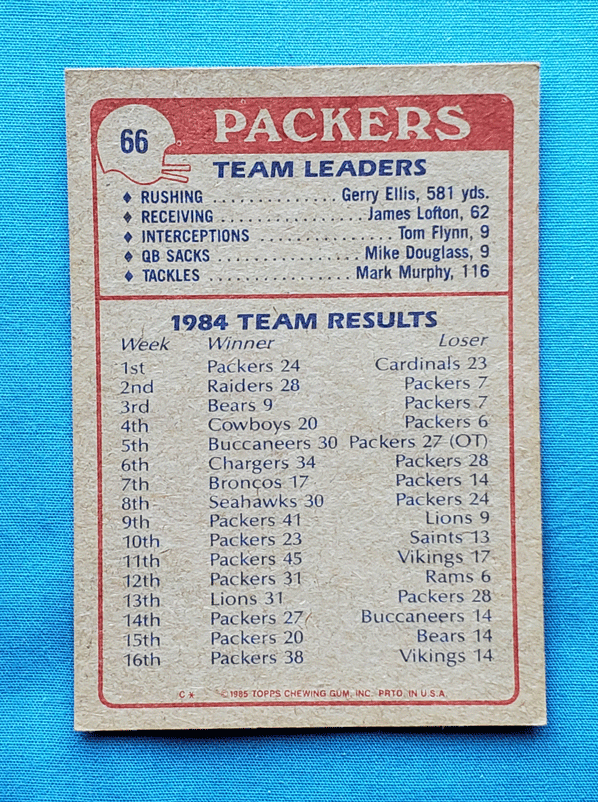 66
PACKERS
TEAM LEADERS
♦ RUSHING .............. Gerry Ellis, 581 yds.
♦ RECEIVING ................. James Lofton, 62
♦ INTERCEPTIONS ................ Tom Flynn, 9
♦ QB SACKS ............... Mike Douglass, 9
♦ TACKLES ................. Mark Murphy, 116
1984 TEAM RESULTS
Week Winner Loser
1st Packers 24 Cardinals 23
2nd Raiders 28 Packers 7
3rd Bears 9 Packers 7
4th Cowboys 20 Packers 6
5th Buccaneers 30 Packers 27 (OT)
6th Chargers 34 Packers 28
7th Broncos 17 Packers 14
8th Seahawks 30 Packers 24
9th Packers 41 Lions 9
10th Packers 23 Saints 13
11th Packers 45 Vikings 17
12th Packers 31 Rams 6
13th Lions 31 Packers 28
14th Packers 27 Buccaneers 14
15th Packers 20 Bears 14
16th Packers 38 Vikings 14
C* ©1985 TOPPS CHEWING GUM, INC. PRTD. IN U.S.A.